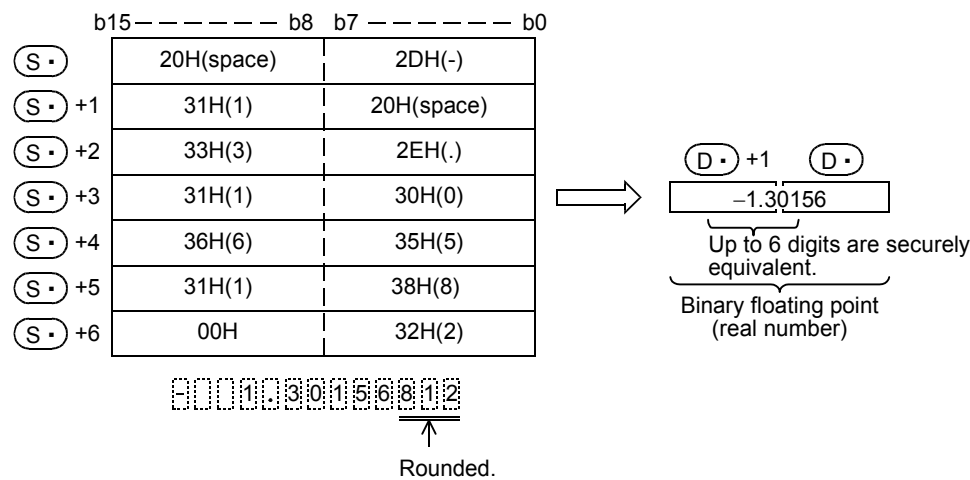 b15 — — — — — — b8 b7 — — — — — — b0
S· 20H(space) 2DH(-)
S· +1 31H(1) 20H(space)
S· +2 33H(3) 2EH(.)
S· +3 31H(1) 30H(0)
S· +4 36H(6) 35H(5)
S· +5 31H(1) 38H(8)
S· +6 00H 32H(2)
- 1 . 3 0 1 5 6 8 1 2
Rounded.
D· +1 D·
−1.30156
Up to 6 digits are securely
equivalent.
Binary floating point
(real number)